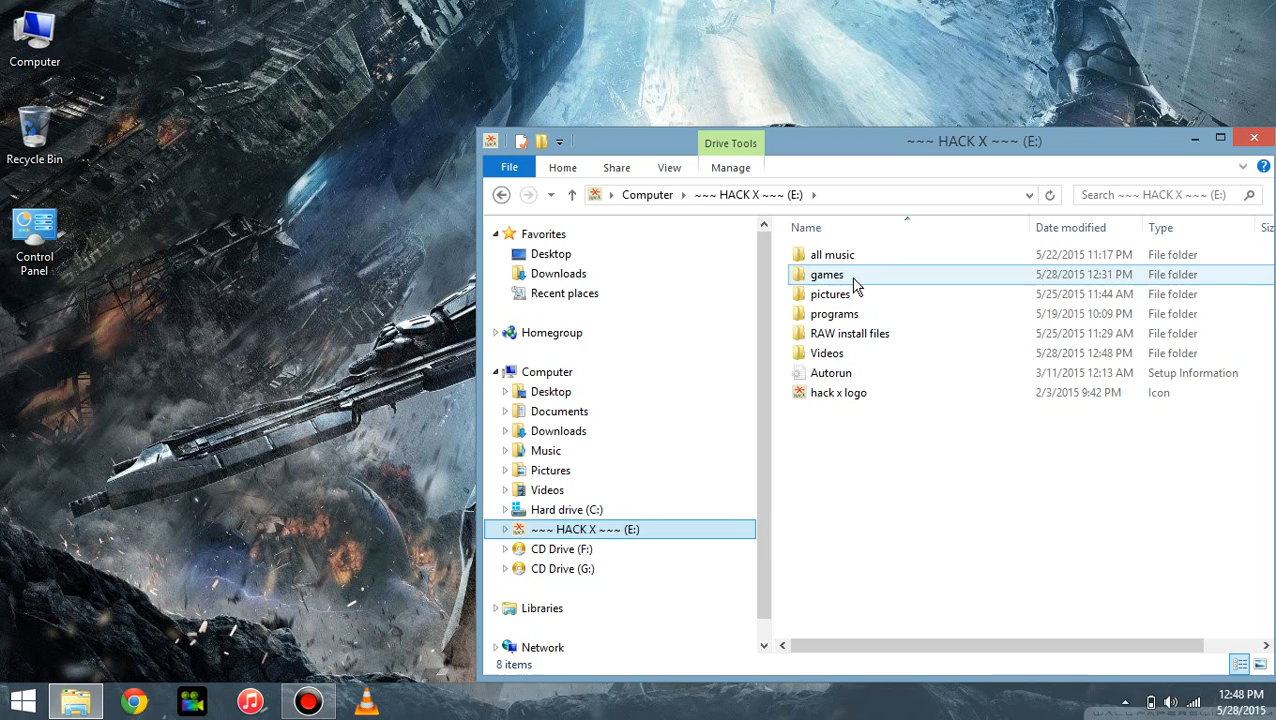 Computer
Recycle Bin
Control
Panel
Drive Tools
~~~ HACK X ~~~ (E:)
File
Home
Share
View
Manage
Computer
~~~ HACK X ~~~ (E:)
Search ~~~ HACK X ~~~ (E:)
Favorites
Desktop
Downloads
Recent places
Homegroup
Computer
Desktop
Documents
Downloads
Music
Pictures
Videos
Hard drive (C:)
~~~ HACK X ~~~ (E:)
CD Drive (F:)
CD Drive (G:)
Libraries
Network
8 items
Name Date modified Type Siz
all music 5/22/2015 11:17 PM File folder
games 5/28/2015 12:31 PM File folder
pictures 5/25/2015 11:44 AM File folder
programs 5/19/2015 10:09 PM File folder
RAW install files 5/25/2015 11:29 AM File folder
Videos 5/28/2015 12:48 PM File folder
Autorun 3/11/2015 12:13 AM Setup Information
hack x logo 2/3/2015 9:42 PM Icon
12:48 PM
5/28/2015